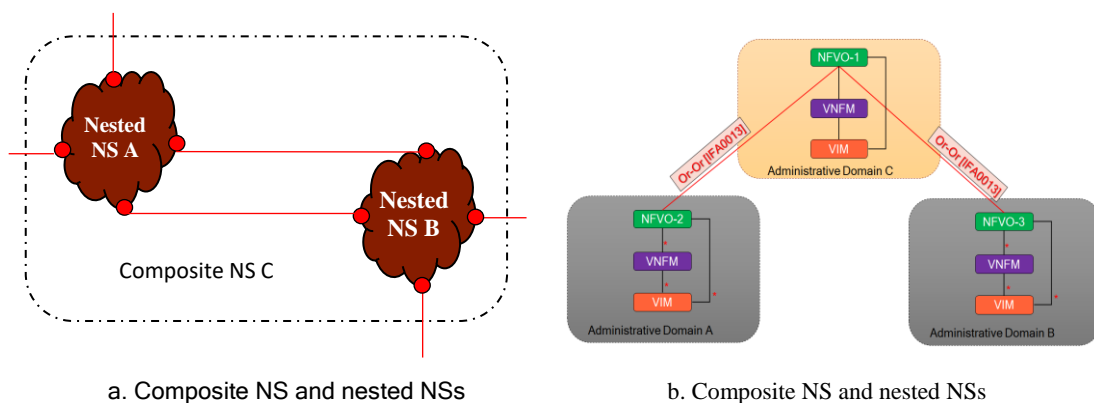 Nested
NS A
Nested
NS B
Composite NS C
a. Composite NS and nested NSs
NFVO-1
VNFM
VIM
Administrative Domain C
Or-Or [IFA0013]
Or-Or [IFA0013]
NFVO-2
*
VNFM
*
VIM
*
Administrative Domain A
NFVO-3
*
VNFM
*
VIM
*
Administrative Domain B
b. Composite NS and nested NSs